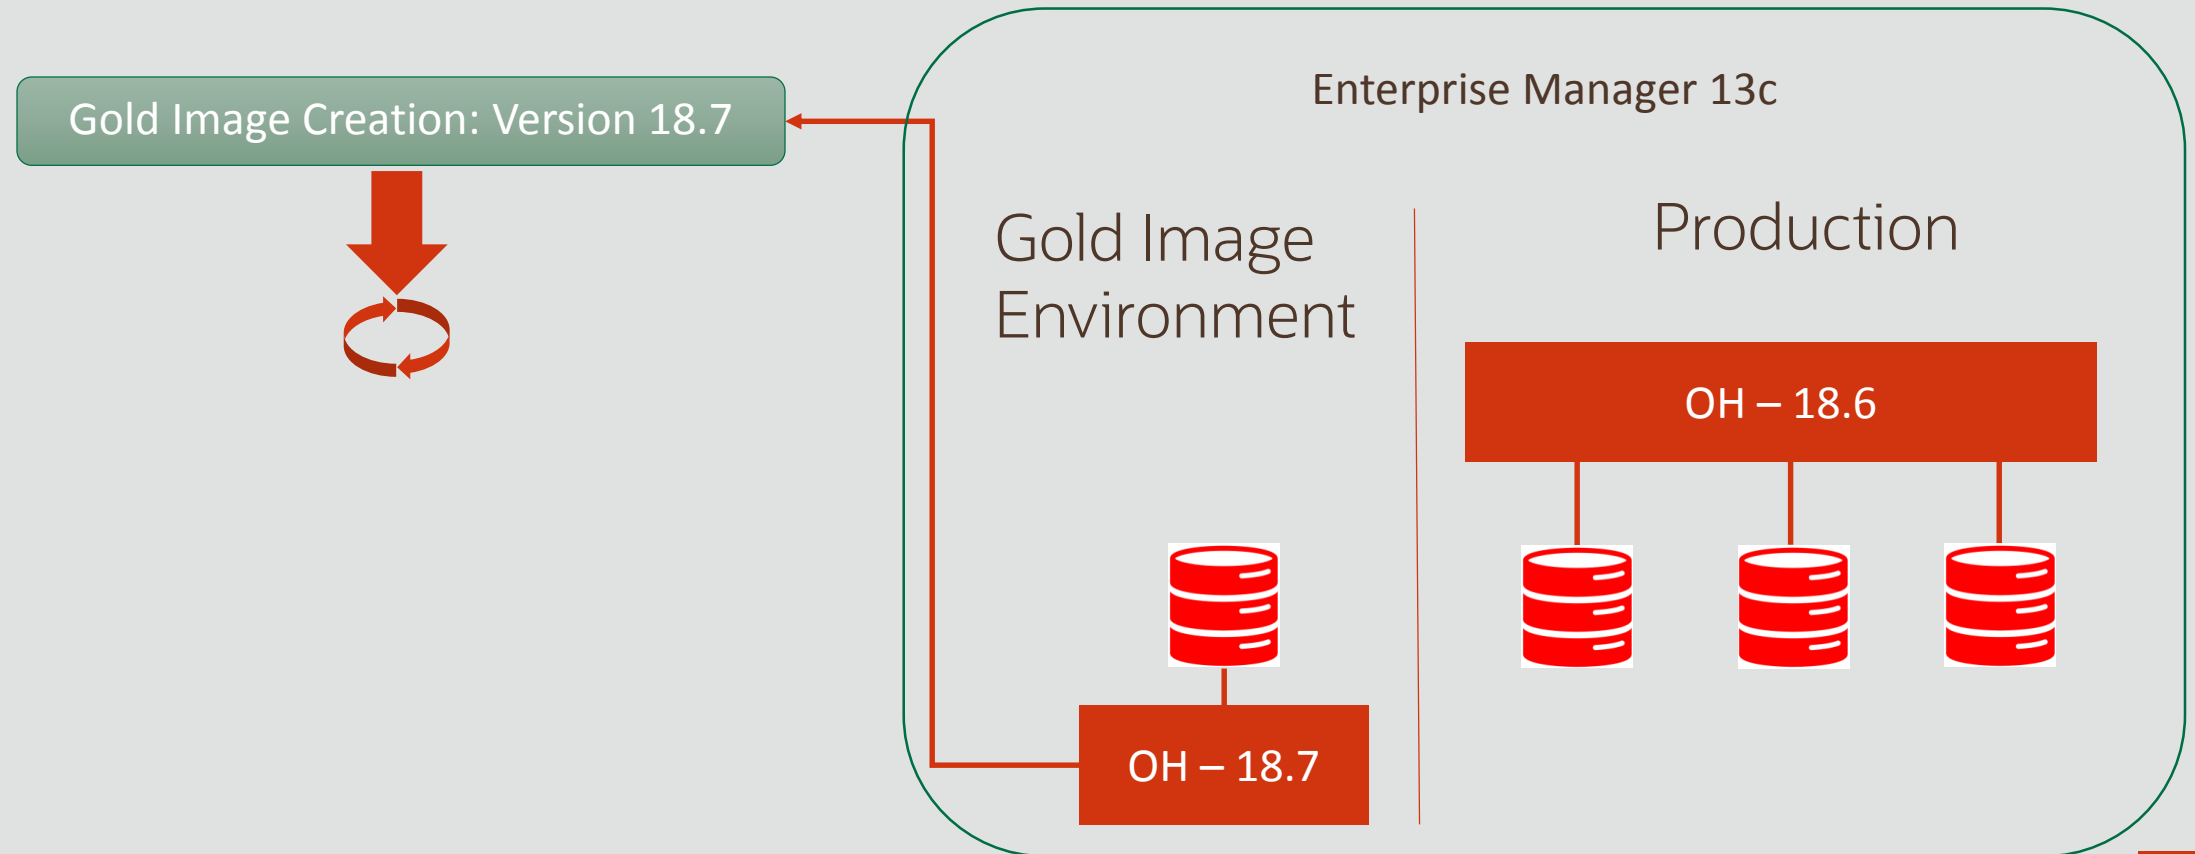 Gold Image Creation: Version 18.7
Enterprise Manager 13c
Gold Image
Environment
Production
OH – 18.6
OH – 18.7